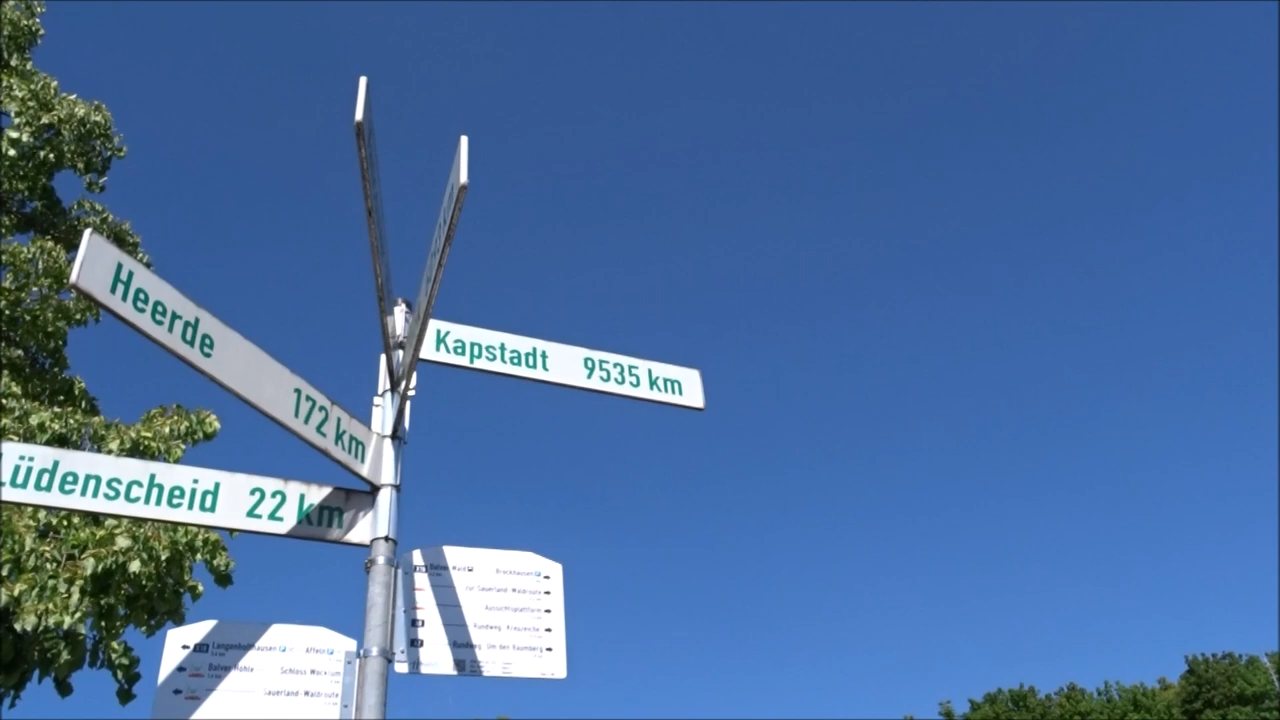 Heerde
172 km
Kapstadt 9535 km
Lüdenscheid 22 km
Balver Wald
Brockhausen
zur Sauerland-Waldroute
Aussichtsplattform
Rundweg: Kreuzeiche
Rundweg: Um den Baumberg
Langenholthausen
Affeln
Balver Höhle
Schloss Wocklum
Sauerland-Waldroute